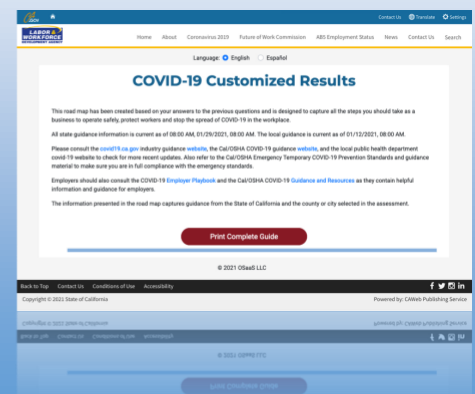 CA .GOV
Contact Us Translate Settings
LABOR & WORKFORCE DEVELOPMENT AGENCY
Home About Coronavirus 2019 Future of Work Commission AB5 Employment Status News Contact Us Search
Language: English Español
COVID-19 Customized Results
This road map has been created based on your answers to the previous questions and is designed to capture all the steps you should take as a
business to operate safely, protect workers and stop the spread of COVID-19 in the workplace.
All state guidance information is current as of 08:00 AM, 01/29/2021, 08:00 AM. The local guidance is current as of 01/12/2021, 08:00 AM.
Please consult the covid19.ca.gov industry guidance website, the Cal/OSHA COVID-19 guidance website, and the local public health department
covid-19 website to check for more recent updates. Also refer to the Cal/OSHA Emergency Temporary COVID-19 Prevention Standards and guidance
material to make sure you are in full compliance with the emergency standards.
Employers should also consult the COVID-19 Employer Playbook and the Cal/OSHA COVID-19 Guidance and Resources as they contain helpful
information and guidance for employers.
The information presented in the road map captures guidance from the State of California and the county or city selected in the assessment.
Print Complete Guide
© 2021 OSaaS LLC
Back to Top Contact Us Conditions of Use Accessibility
Copyright © 2021 State of California Powered by: CAWeb Publishing Service